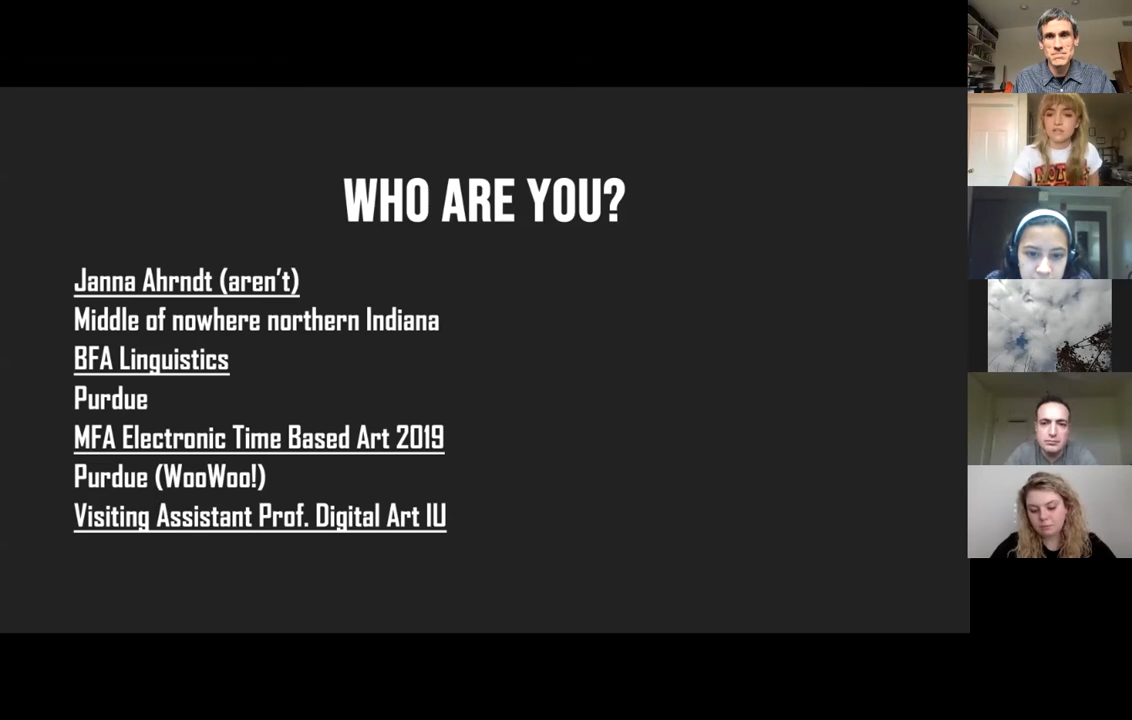 WHO ARE YOU?
Janna Ahrndt (aren't)
Middle of nowhere northern Indiana
BFA Linguistics
Purdue
MFA Electronic Time Based Art 2019
Purdue (WooWoo!)
Visiting Assistant Prof. Digital Art IU